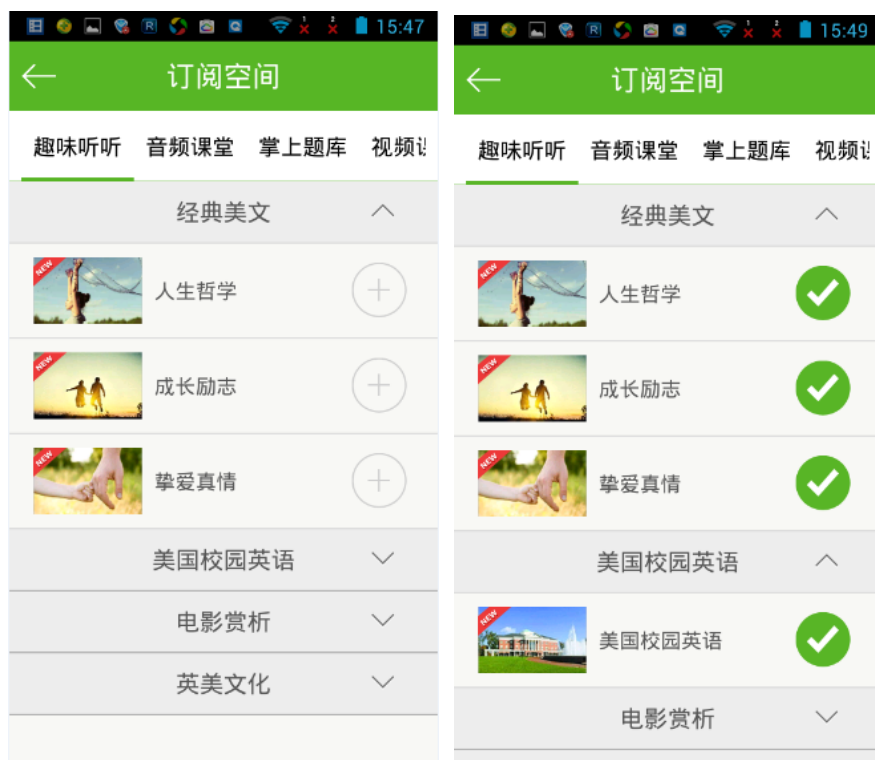 15:47
订阅空间
趣味听听 音频课堂 掌上题库
经典美文
NEW
人生哲学
NEW
成长励志
NEW
挚爱真情
美国校园英语
电影赏析
英美文化
15:49
订阅空间
趣味听听 音频课堂 掌上题库
经典美文
NEW
人生哲学
NEW
成长励志
NEW
挚爱真情
美国校园英语
NEW
美国校园英语
电影赏析